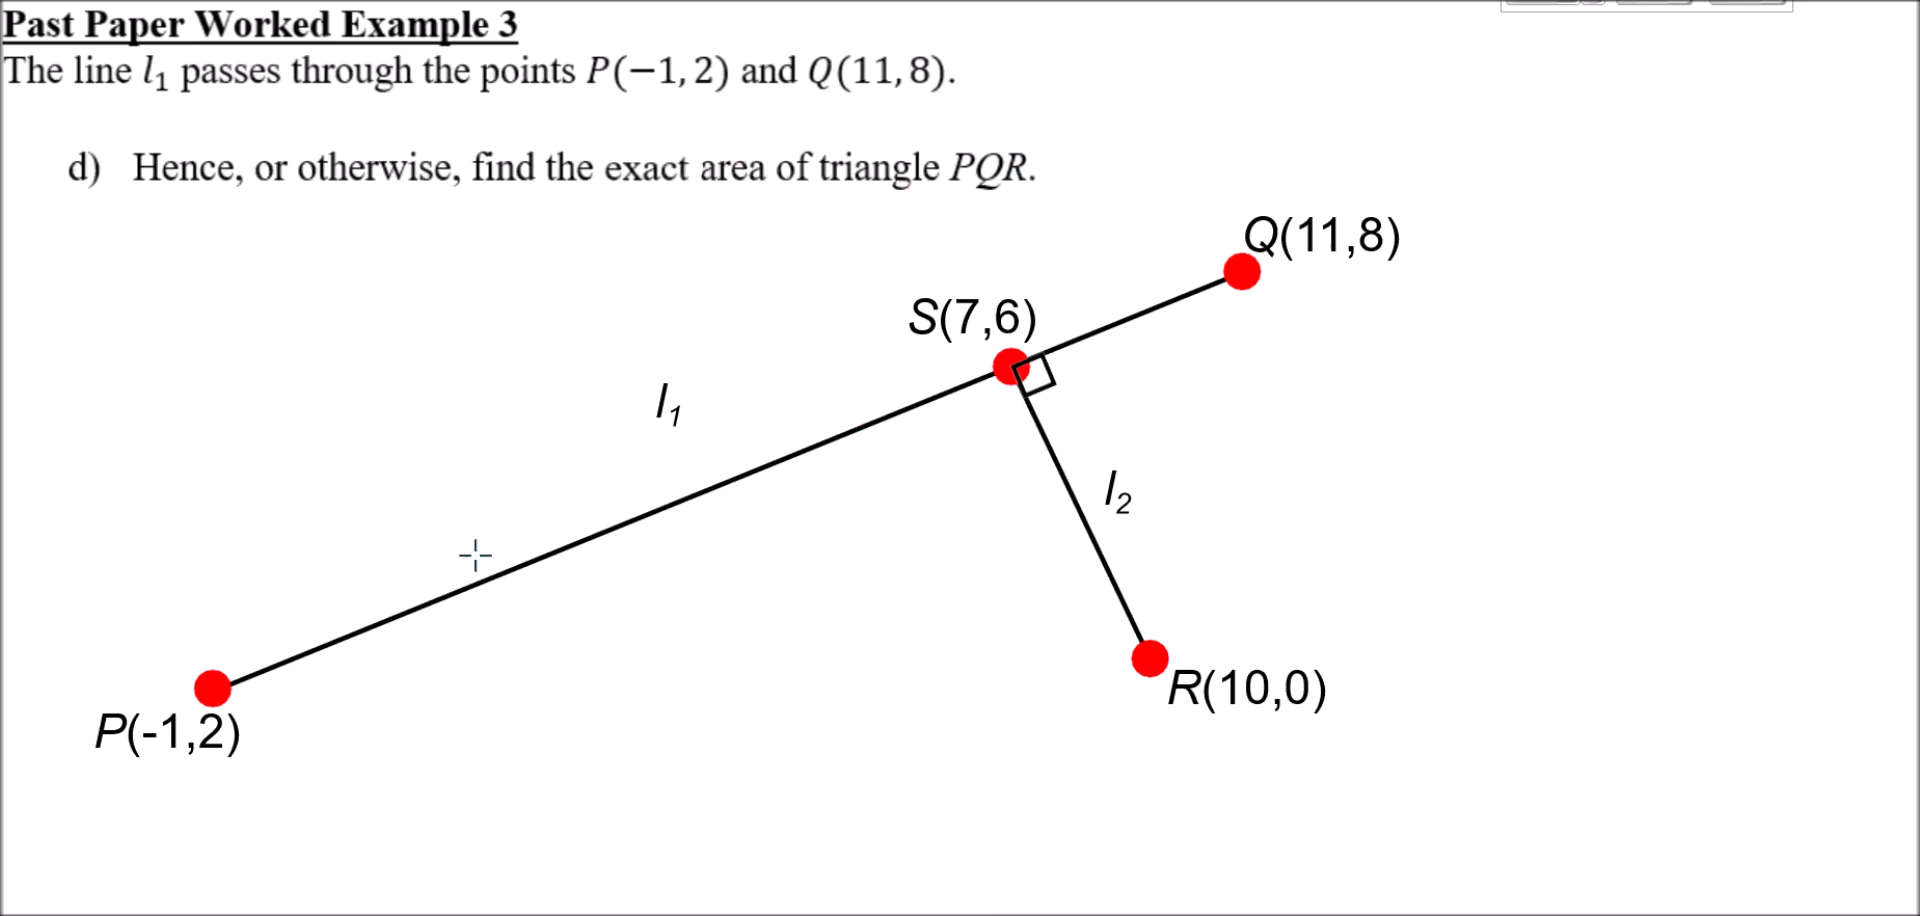 Past Paper Worked Example 3
The line l₁ passes through the points P(−1, 2) and Q(11, 8).
d) Hence, or otherwise, find the exact area of triangle PQR.
Q(11,8)
S(7,6)
l₁
l₂
R(10,0)
P(-1,2)